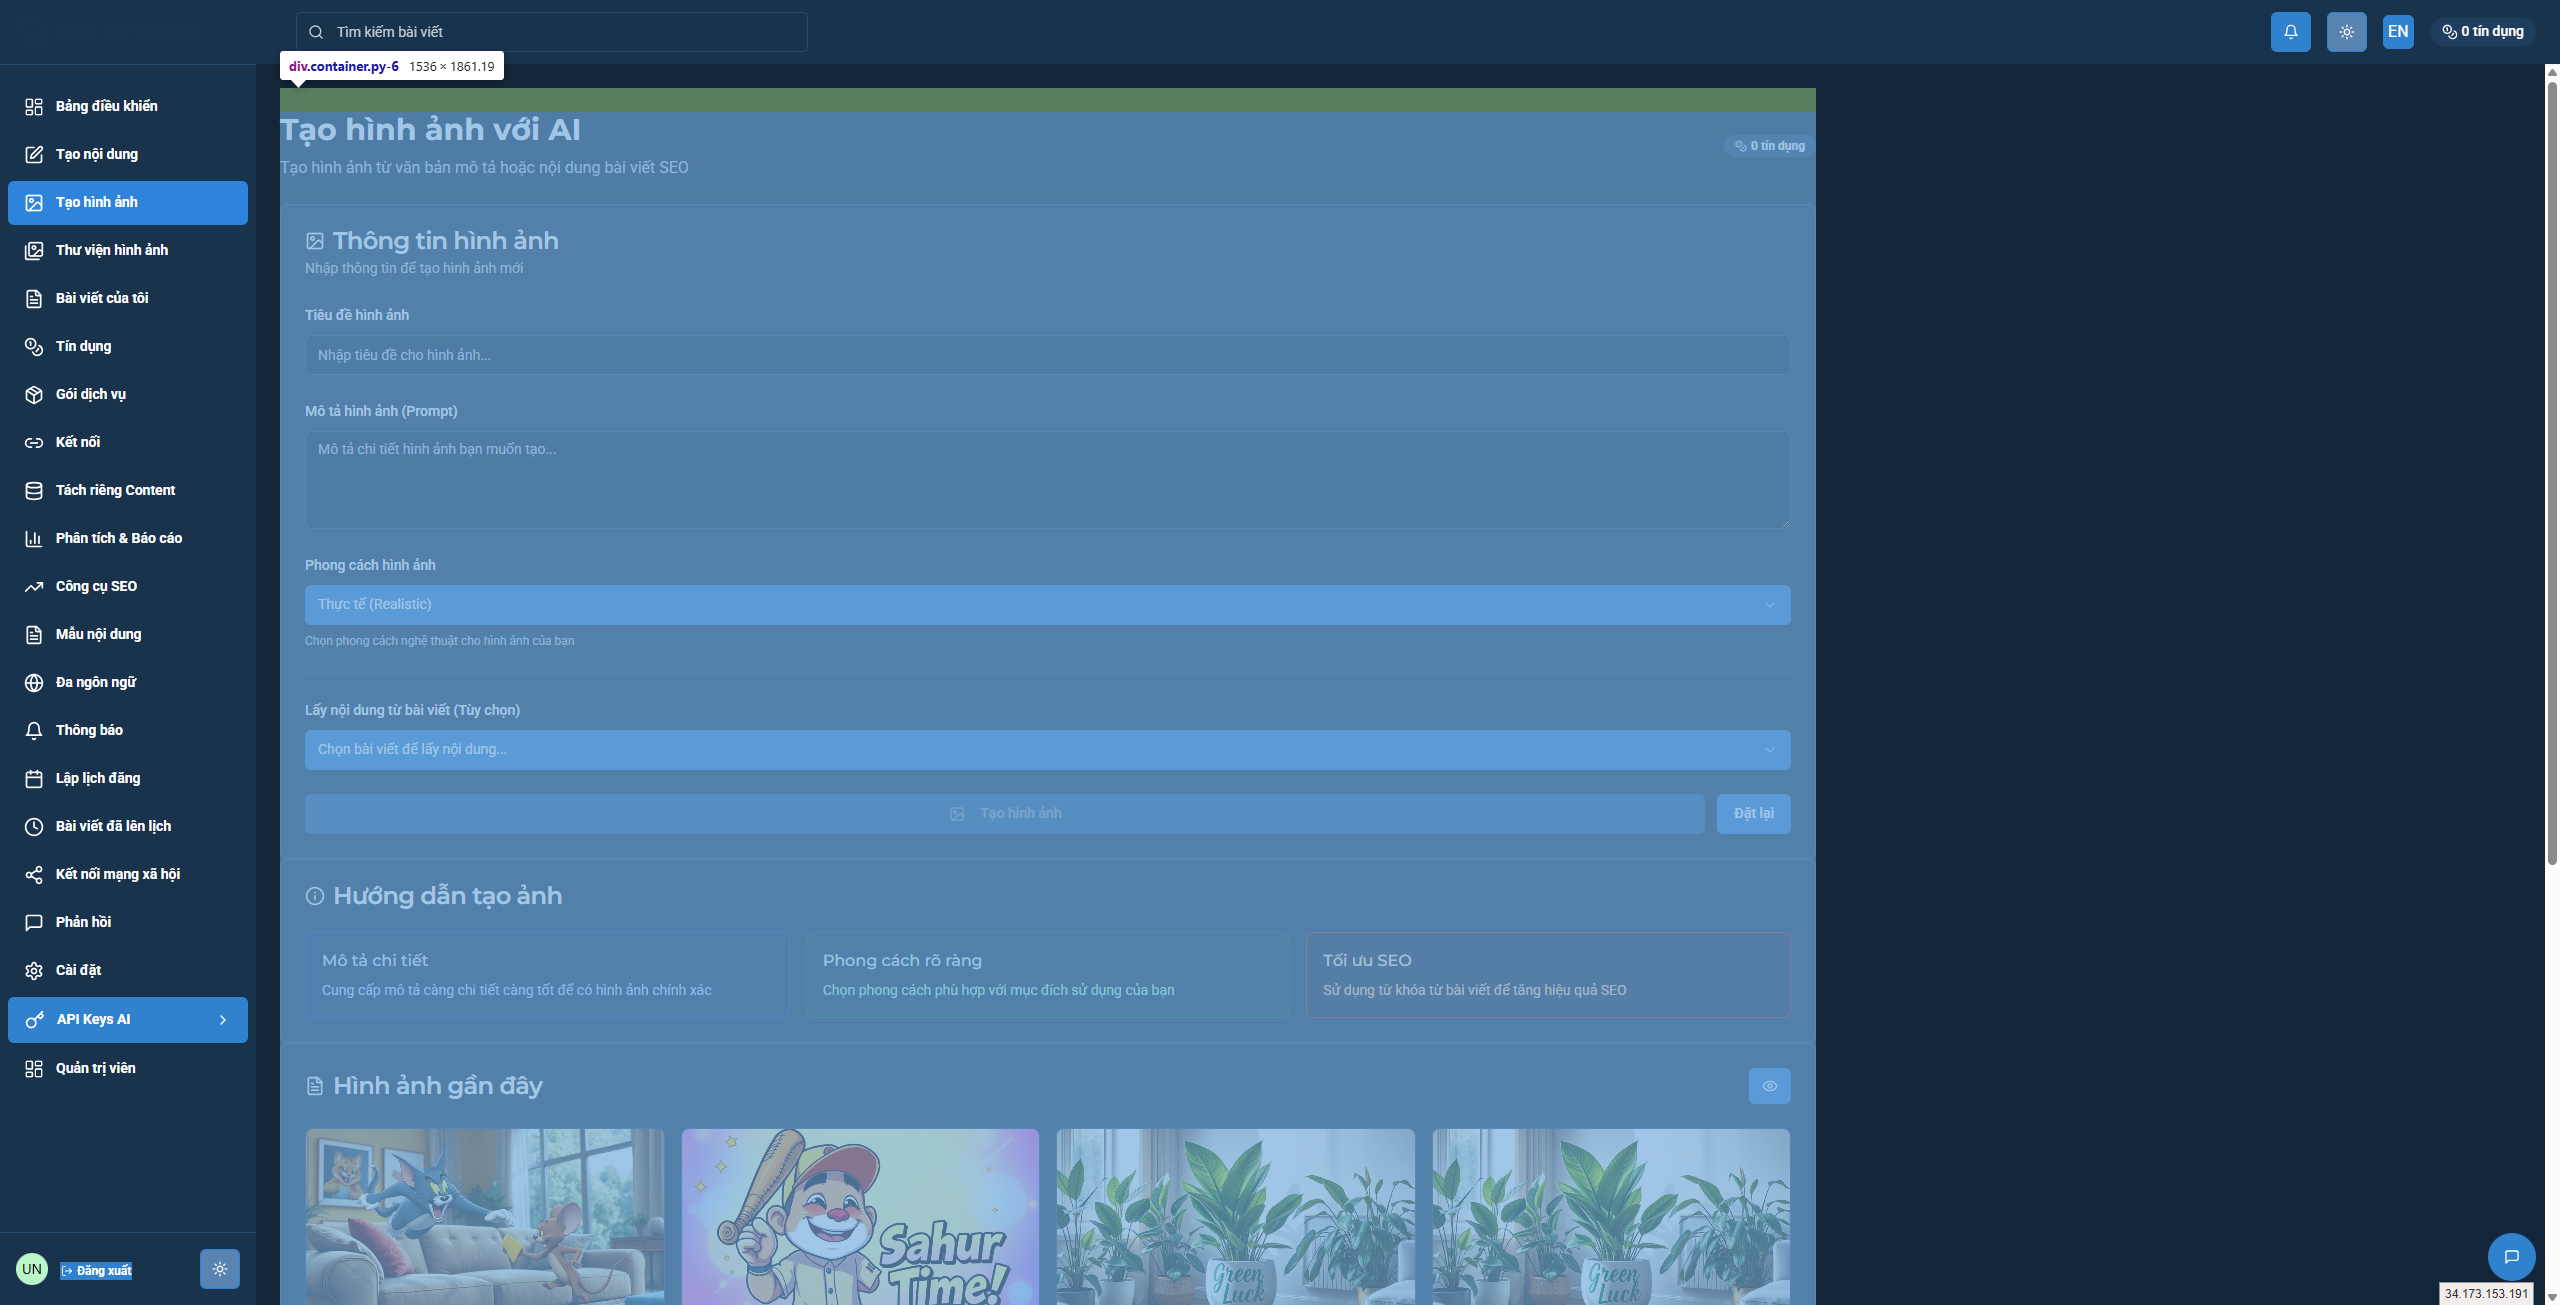 Tìm kiếm bài viết
EN
0 tín dụng
div.container.py-6 1536 × 1861.19
Bảng điều khiển
Tạo nội dung
Tạo hình ảnh
Thư viện hình ảnh
Bài viết của tôi
Tín dụng
Gói dịch vụ
Kết nối
Tách riêng Content
Phân tích & Báo cáo
Công cụ SEO
Mẫu nội dung
Đa ngôn ngữ
Thông báo
Lập lịch đăng
Bài viết đã lên lịch
Kết nối mạng xã hội
Phản hồi
Cài đặt
API Keys AI
Quản trị viên
UN
Đăng xuất
Tạo hình ảnh với AI
Tạo hình ảnh từ văn bản mô tả hoặc nội dung bài viết SEO
0 tín dụng
Thông tin hình ảnh
Nhập thông tin để tạo hình ảnh mới
Tiêu đề hình ảnh
Nhập tiêu đề cho hình ảnh...
Mô tả hình ảnh (Prompt)
Mô tả chi tiết hình ảnh bạn muốn tạo...
Phong cách hình ảnh
Thực tế (Realistic)
Chọn phong cách nghệ thuật cho hình ảnh của bạn
Lấy nội dung từ bài viết (Tùy chọn)
Chọn bài viết để lấy nội dung...
Tạo hình ảnh
Đặt lại
Hướng dẫn tạo ảnh
Mô tả chi tiết
Cung cấp mô tả càng chi tiết càng tốt để có hình ảnh chính xác
Phong cách rõ ràng
Chọn phong cách phù hợp với mục đích sử dụng của bạn
Tối ưu SEO
Sử dụng từ khóa từ bài viết để tăng hiệu quả SEO
Hình ảnh gần đây
Sahur
Time!
Green
Luck
Green
Luck
34.173.153.191